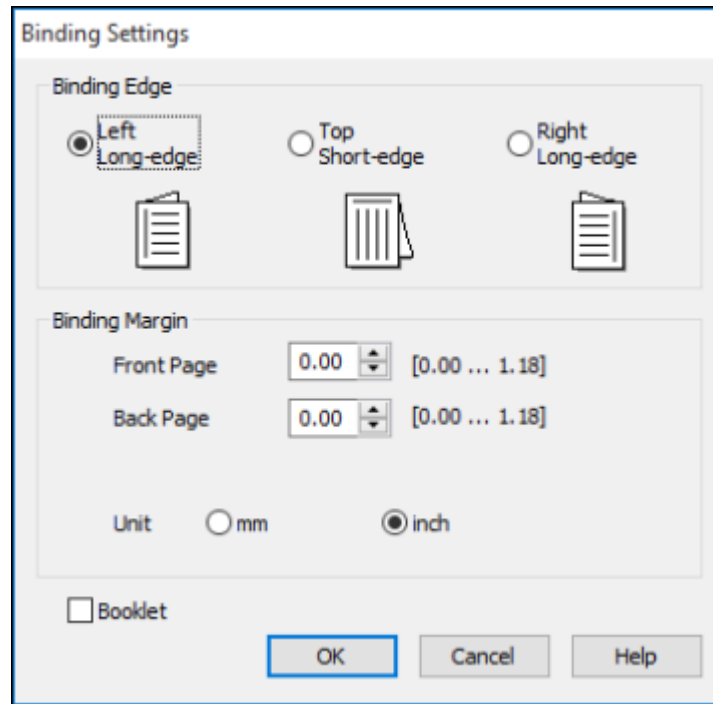 Binding Settings
Binding Edge
Left
Long-edge
Top
Short-edge
Right
Long-edge
Binding Margin
Front Page 0.00 [0.00 ... 1.18]
Back Page 0.00 [0.00 ... 1.18]
Unit mm inch
Booklet
OK Cancel Help